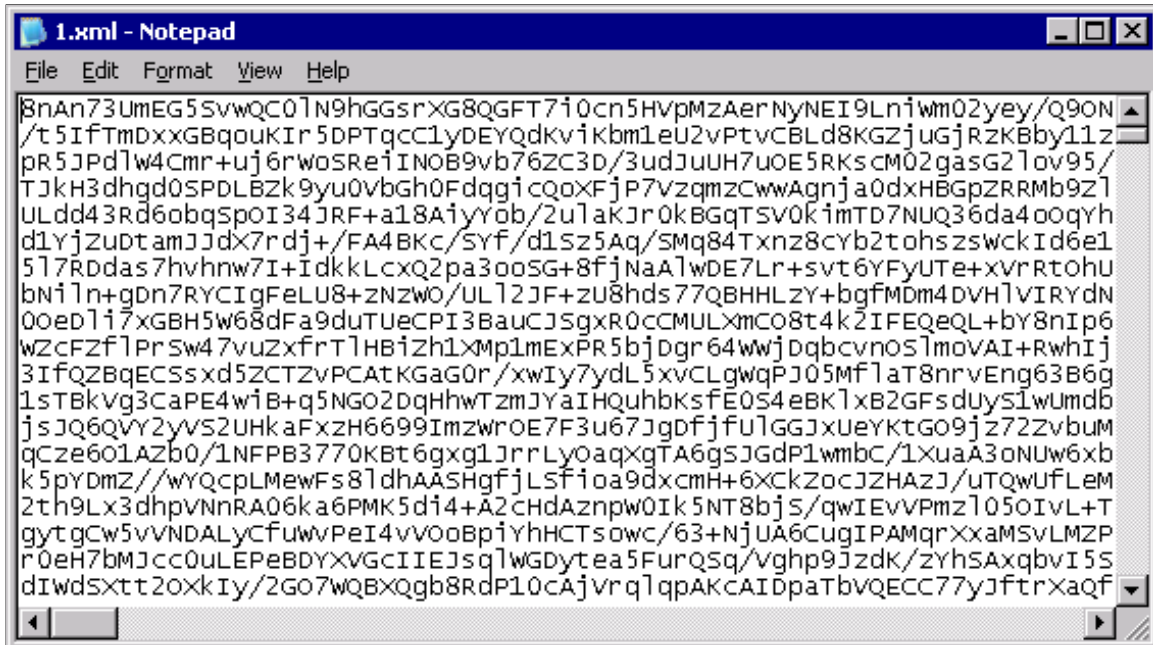 1.xml - Notepad
File Edit Format View Help
8nAn73UmEG5SvwQC0lN9hGGsrXG8QGFT7i0cn5HVpMzAerNyNEI9LniWm02yey/Q9ON
/t5IfTmDxxGBqouKIr5DPTqcC1yDEYQdKviKbm1eU2vPtvCBLd8KGZjuGjRzKBby11z
pR5JPdlW4Cmr+uj6rWoSReiINOB9vb76ZC3D/3udJuUH7uOE5RKscM02gasG2lov95/
TJkH3dhgd0SPDLBZk9yu0VbGh0FdqgicQoXFjP7VzqmzCwwAgnja0dxHBGpZRRMb9Zl
ULdd43Rd6obqSpOI34JRF+a18AiyYob/2ulaKJr0kBGqTSV0kimTD7NUQ36da4oOqYh
d1YjZuDtamJJdX7rdj+/FA4BKc/SYf/d1Sz5Aq/SMq84Txnz8cYb2tohszsWckId6e1
5l7RDdas7hvhnw7I+IdkkLcxQ2pa3ooSG+8fjNaAlwDE7Lr+svt6YFyUTe+xVrRtOhU
bNiln+gDn7RYCIgFeLU8+zNzWO/ULl2JF+zU8hds77QBHHLzY+bgfMDm4DVHlVIRYdN
0OeDli7xGBH5W68dFa9duTUeCPI3BauCJSgxR0cCMULXmCO8t4k2IFEQeQL+bY8nIp6
WZcFZflPrSw47vuZxfrTlHBiZh1XMp1mExPR5bjDgr64WwjDqbcvnOSlmoVAI+RwhIj
3IfQZBqECSsxd5ZCTZvPCAtKGaG0r/xwIy7ydL5xvCLgWqPJO5MflaT8nrvEng63B6g
1sTBkVg3CaPE4wiB+q5NGO2DqHhwTzmJYaIHQuhbKsfE0S4eBKlxB2GFsdUyS1wUmdb
jsJQ6QVY2yVS2UHkaFxzH6699ImzWrOE7F3u67JgDfjfUlGGJxUeYKtGO9jz72ZvbuM
qCze6O1AZb0/1NFPB3770KBt6gxg1JrrLyOaqXgTA6gSJGdP1wmbC/1XuaA3oNUw6xb
k5pYDmZ//wYQcpLMewFs8ldhAASHgfjLSfioa9dxcmH+6XCkZocJZHAzJ/uTQwUfLeM
2th9Lx3dhpVNnRA06ka6PMK5di4+A2cHdAznpw0Ik5NT8bjS/qwIEvVPmzl05OIvL+T
gytgCw5vVNDALyCfuWvPeI4vVOoBpiYhHCTsowc/63+NjUA6CugIPAMqrXxaMSvLMZP
r0eH7bMJcc0uLEPeBDYXVGcIIEJsqlWGDytea5FurQSq/Vghp9JzdK/zYhSAxqbvI5S
dIWdSXtt2OXkIy/2GO7WQBXQgb8RdP10cAjVrqlqpAKcAIDpaTbVQECC77yJftrXaQf